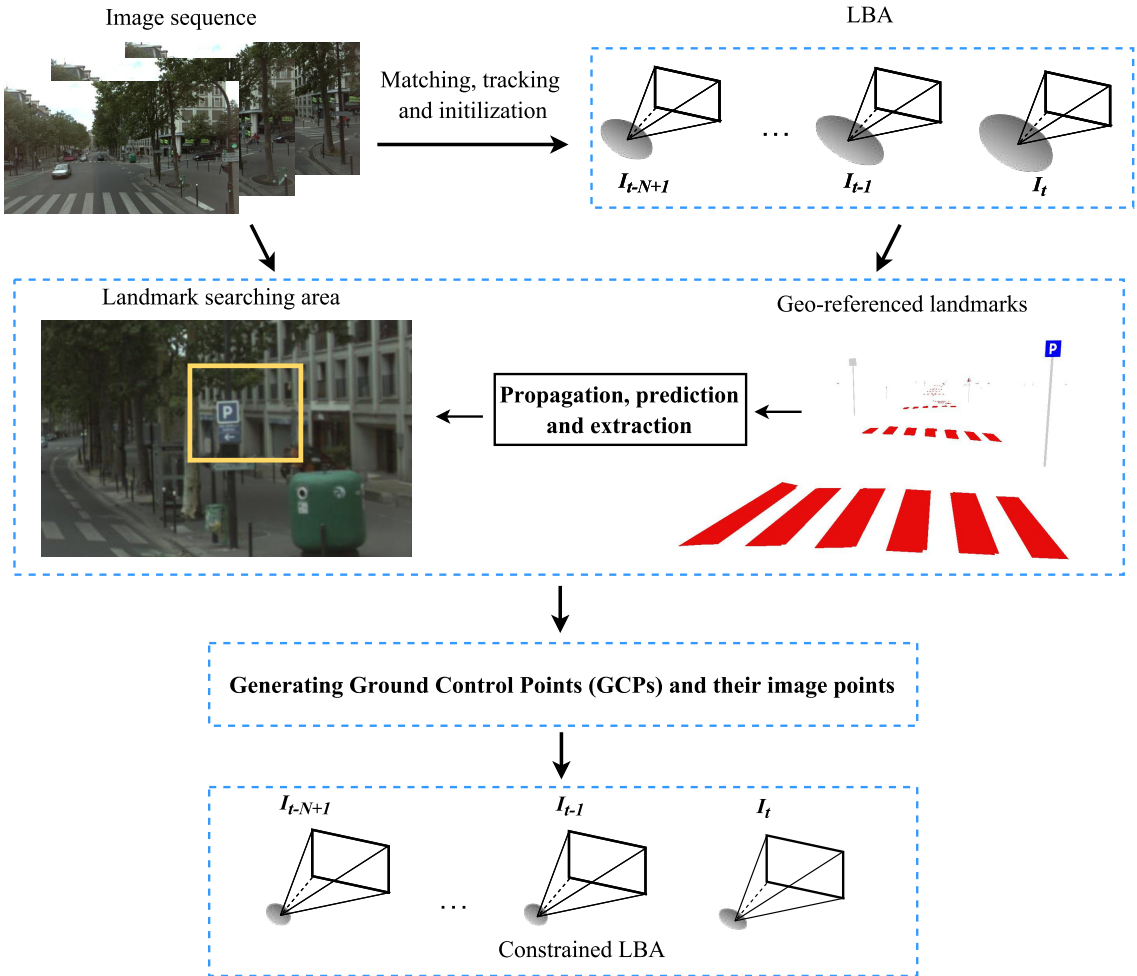 Image sequence
LBA
Matching, tracking
and initilization
...
I_{t-N+1}
I_{t-1}
I_t
Landmark searching area
Geo-referenced landmarks
P
P
Propagation, prediction
and extraction
Generating Ground Control Points (GCPs) and their image points
I_{t-N+1}
I_{t-1}
I_t
...
Constrained LBA